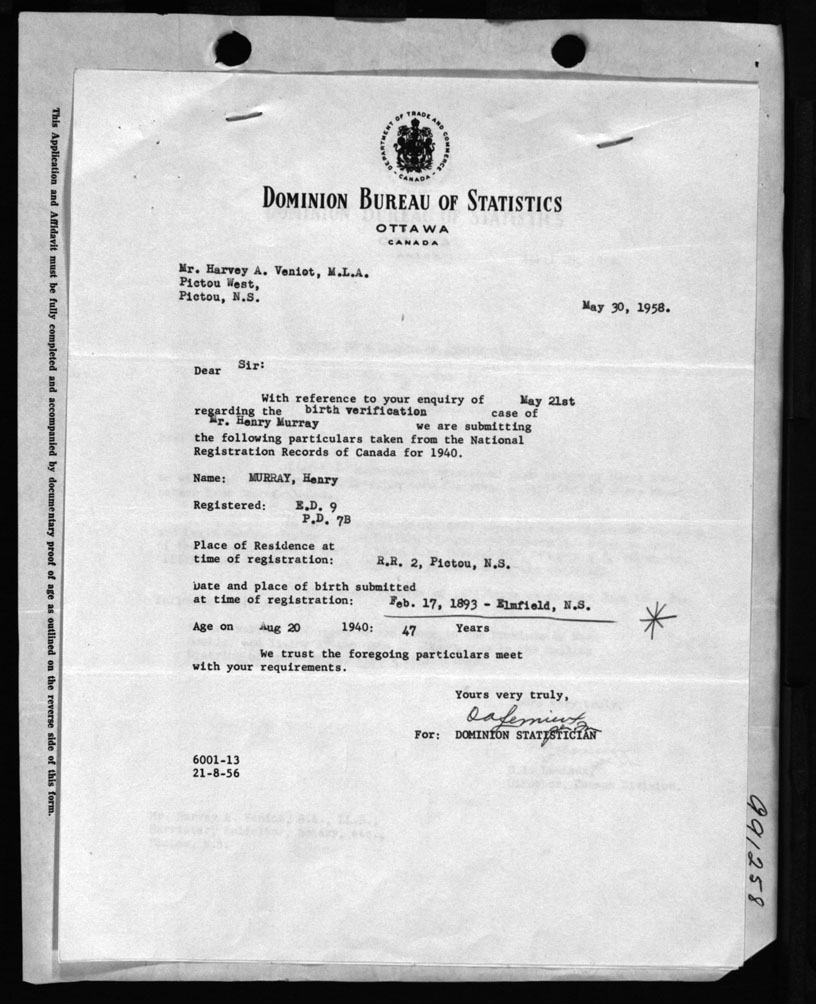 DEPARTMENT OF TRADE AND COMMERCE
- CANADA -
DOMINION BUREAU OF STATISTICS
OTTAWA
CANADA
Mr. Harvey A. Veniot, M.L.A.
Pictou West,
Pictou, N.S.
May 30, 1958.
Dear Sir:
With reference to your enquiry of May 21st
regarding the birth verification case of
Mr. Henry Murray we are submitting
the following particulars taken from the National
Registration Records of Canada for 1940.
Name: MURRAY, Henry
Registered: E.D. 9
P.D. 7B
Place of Residence at
time of registration: R.R. 2, Pictou, N.S.
Date and place of birth submitted
at time of registration: Feb. 17, 1893 - Elmfield, N.S.
Age on Aug 20 1940: 47 Years
We trust the foregoing particulars meet
with your requirements.
Yours very truly,
For: DOMINION STATISTICIAN
6001-13
21-8-56
This Application and Affidavit must be fully completed and accompanied by documentary proof of age as outlined on the reverse side of this form.
991258